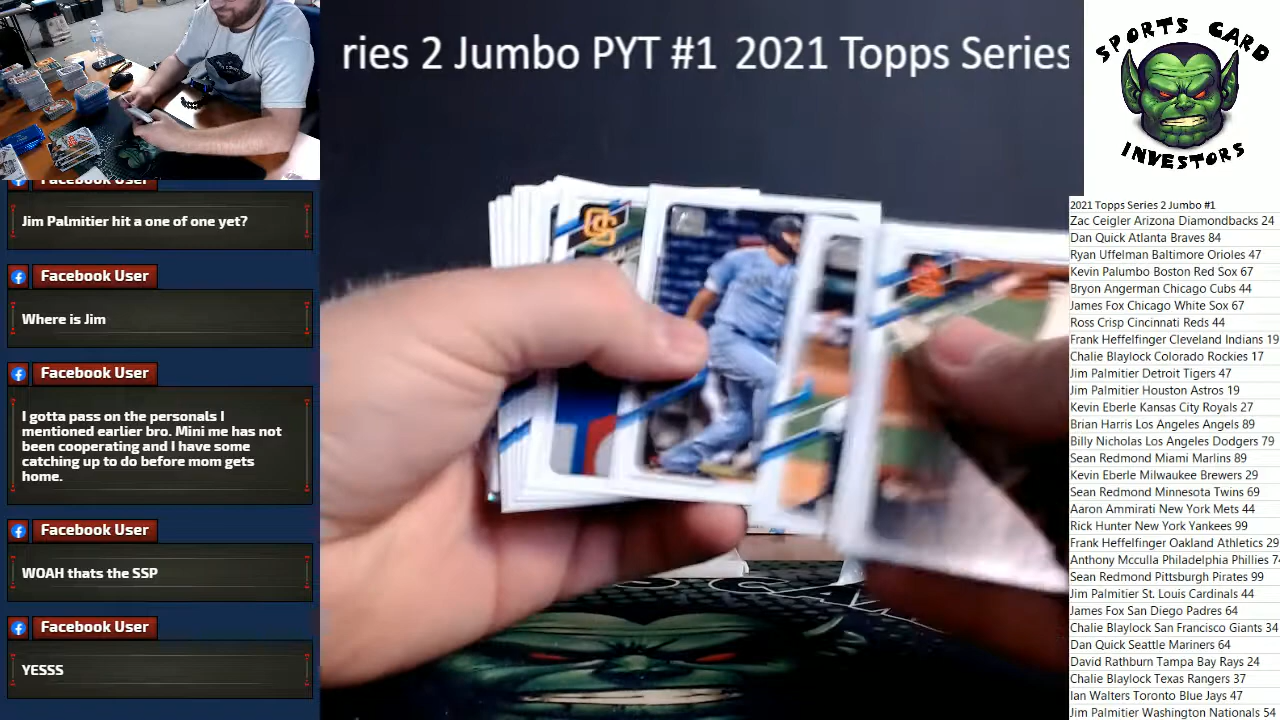 ries 2 Jumbo PYT #1 2021 Topps Series
SPORTS CARD
INVESTORS
Facebook User
Jim Palmitier hit a one of one yet?
Facebook User
Where is Jim
Facebook User
I gotta pass on the personals I
mentioned earlier bro. Mini me has not
been cooperating and I have some
catching up to do before mom gets
home.
Facebook User
WOAH thats the SSP
Facebook User
YESSS
2021 Topps Series 2 Jumbo #1
Zac Ceigler Arizona Diamondbacks 24
Dan Quick Atlanta Braves 84
Ryan Uffelman Baltimore Orioles 47
Kevin Palumbo Boston Red Sox 67
Bryon Angerman Chicago Cubs 44
James Fox Chicago White Sox 67
Ross Crisp Cincinnati Reds 44
Frank Heffelfinger Cleveland Indians 19
Chalie Blaylock Colorado Rockies 17
Jim Palmitier Detroit Tigers 47
Jim Palmitier Houston Astros 19
Kevin Eberle Kansas City Royals 27
Brian Harris Los Angeles Angels 89
Billy Nicholas Los Angeles Dodgers 79
Sean Redmond Miami Marlins 89
Kevin Eberle Milwaukee Brewers 29
Sean Redmond Minnesota Twins 69
Aaron Ammirati New York Mets 44
Rick Hunter New York Yankees 99
Frank Heffelfinger Oakland Athletics 29
Anthony Mcculla Philadelphia Phillies 7
Sean Redmond Pittsburgh Pirates 99
Jim Palmitier St. Louis Cardinals 44
James Fox San Diego Padres 64
Chalie Blaylock San Francisco Giants 34
Dan Quick Seattle Mariners 64
David Rathburn Tampa Bay Rays 24
Chalie Blaylock Texas Rangers 37
Ian Walters Toronto Blue Jays 47
Jim Palmitier Washington Nationals 54